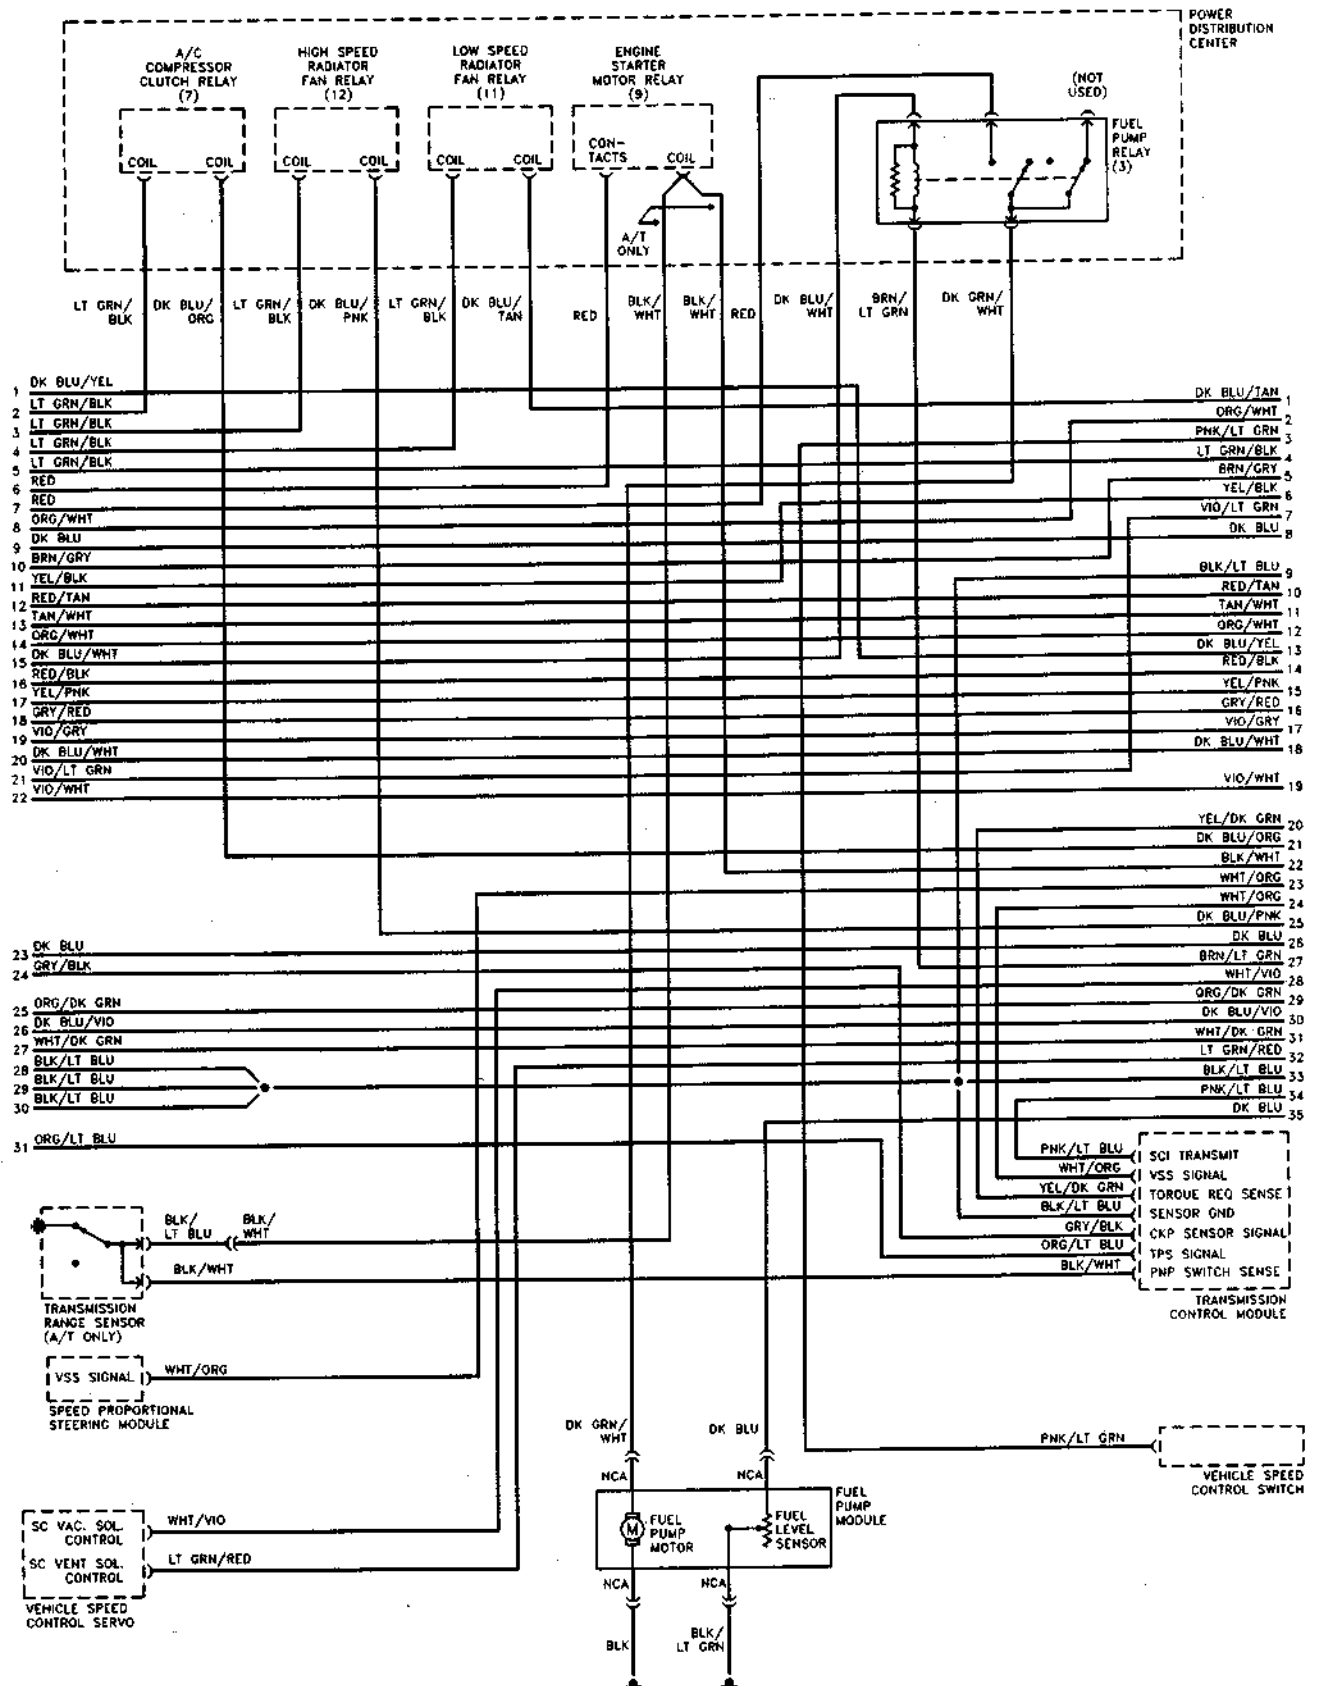 POWER
DISTRIBUTION
CENTER
A/C
COMPRESSOR
CLUTCH RELAY
(7)
HIGH SPEED
RADIATOR
FAN RELAY
(12)
LOW SPEED
RADIATOR
FAN RELAY
(11)
ENGINE
STARTER
MOTOR RELAY
(9)
(NOT
USED)
FUEL
PUMP
RELAY
(3)
COIL
COIL
COIL
COIL
COIL
COIL
CON-
TACTS
COIL
A/T
ONLY
LT GRN/
BLK
DK BLU/
ORG
LT GRN/
BLK
DK BLU/
PNK
LT GRN/
BLK
DK BLU/
TAN
RED
BLK/
WHT
BLK/
WHT
RED
DK BLU/
WHT
BRN/
LT GRN
DK GRN/
WHT
1 DK BLU/YEL
2 LT GRN/BLK
3 LT GRN/BLK
4 LT GRN/BLK
5 LT GRN/BLK
6 RED
7 RED
8 ORG/WHT
9 DK BLU
10 BRN/GRY
11 YEL/BLK
12 RED/TAN
13 TAN/WHT
14 ORG/WHT
15 DK BLU/WHT
16 RED/BLK
17 YEL/PNK
18 GRY/RED
19 VIO/GRY
20 DK BLU/WHT
21 VIO/LT GRN
22 VIO/WHT
23 DK BLU
24 GRY/BLK
25 ORG/DK GRN
26 DK BLU/VIO
27 WHT/DK GRN
28 BLK/LT BLU
29 BLK/LT BLU
30 BLK/LT BLU
31 ORG/LT BLU
DK BLU/TAN 1
ORG/WHT 2
PNK/LT GRN 3
LT GRN/BLK 4
BRN/GRY 5
YEL/BLK 6
VIO/LT GRN 7
DK BLU 8
BLK/LT BLU 9
RED/TAN 10
TAN/WHT 11
ORG/WHT 12
DK BLU/YEL 13
RED/BLK 14
YEL/PNK 15
GRY/RED 16
VIO/GRY 17
DK BLU/WHT 18
VIO/WHT 19
YEL/DK GRN 20
DK BLU/ORG 21
BLK/WHT 22
WHT/ORG 23
WHT/ORG 24
DK BLU/PNK 25
DK BLU 26
BRN/LT GRN 27
WHT/VIO 28
ORG/DK GRN 29
DK BLU/VIO 30
WHT/DK GRN 31
LT GRN/RED 32
BLK/LT BLU 33
PNK/LT BLU 34
DK BLU 35
PNK/LT BLU SCI TRANSMIT
WHT/ORG VSS SIGNAL
YEL/DK GRN TORQUE REQ SENSE
BLK/LT BLU SENSOR GND
GRY/BLK CKP SENSOR SIGNAL
ORG/LT BLU TPS SIGNAL
BLK/WHT PNP SWITCH SENSE
TRANSMISSION
CONTROL MODULE
BLK/
LT BLU
BLK/
WHT
BLK/WHT
TRANSMISSION
RANGE SENSOR
(A/T ONLY)
VSS SIGNAL WHT/ORG
SPEED PROPORTIONAL
STEERING MODULE
DK GRN/
WHT
DK BLU
PNK/LT GRN
VEHICLE SPEED
CONTROL SWITCH
NCA
NCA
FUEL
PUMP
MODULE
M
FUEL
PUMP
MOTOR
FUEL
LEVEL
SENSOR
SC VAC. SOL.
CONTROL
WHT/VIO
SC VENT SOL.
CONTROL
LT GRN/RED
VEHICLE SPEED
CONTROL SERVO
NCA
NCA
BLK
BLK/
LT GRN